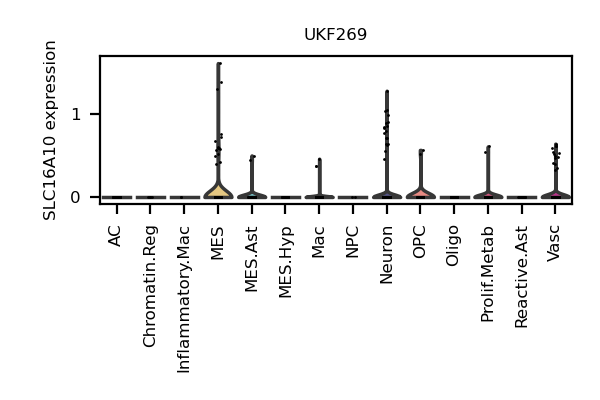 UKF269
SLC16A10 expression
1
0
AC
Chromatin.Reg
Inflammatory.Mac
MES
MES.Ast
MES.Hyp
Mac
NPC
Neuron
OPC
Oligo
Prolif.Metab
Reactive.Ast
Vasc